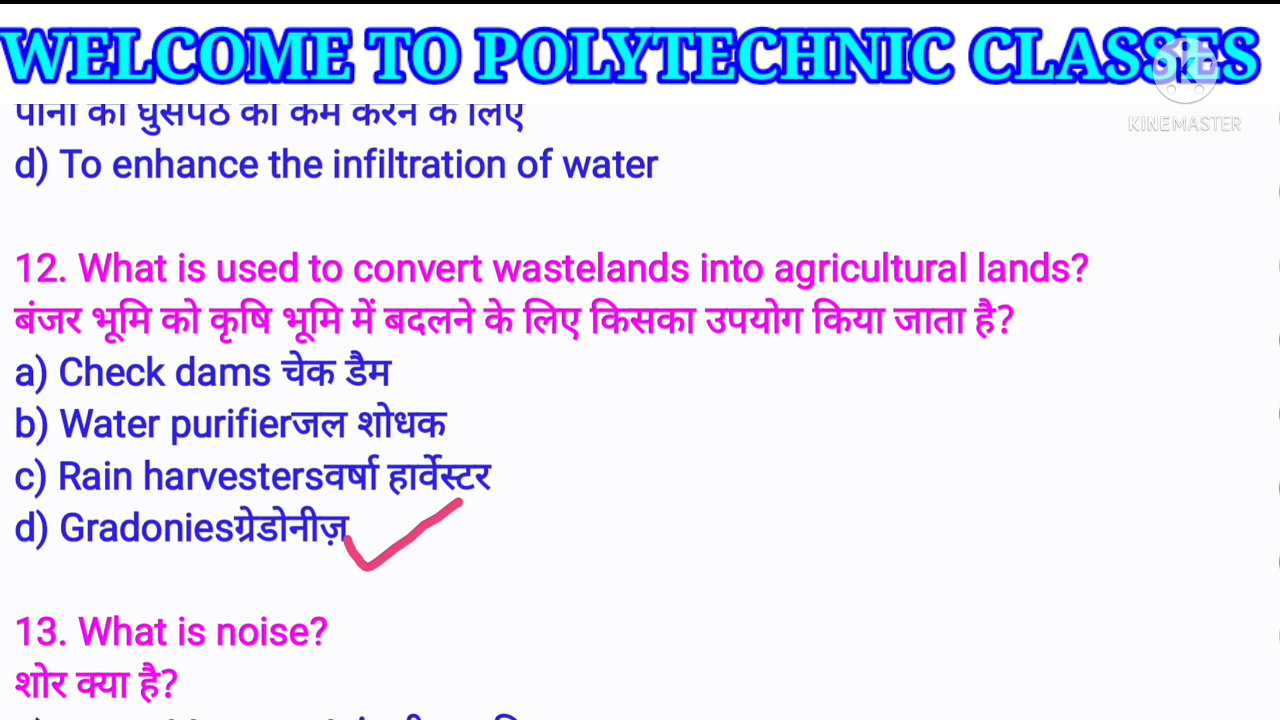 WELCOME TO POLYTECHNIC CLASSES
KINEMASTER
पानी की घुसपैठ को कम करने के लिए
d) To enhance the infiltration of water
12. What is used to convert wastelands into agricultural lands?
बंजर भूमि को कृषि भूमि में बदलने के लिए किसका उपयोग किया जाता है?
a) Check dams चेक डैम
b) Water purifierजल शोधक
c) Rain harvestersवर्षा हार्वेस्टर
d) Gradoniesग्रेडोनीज़
13. What is noise?
शोर क्या है?